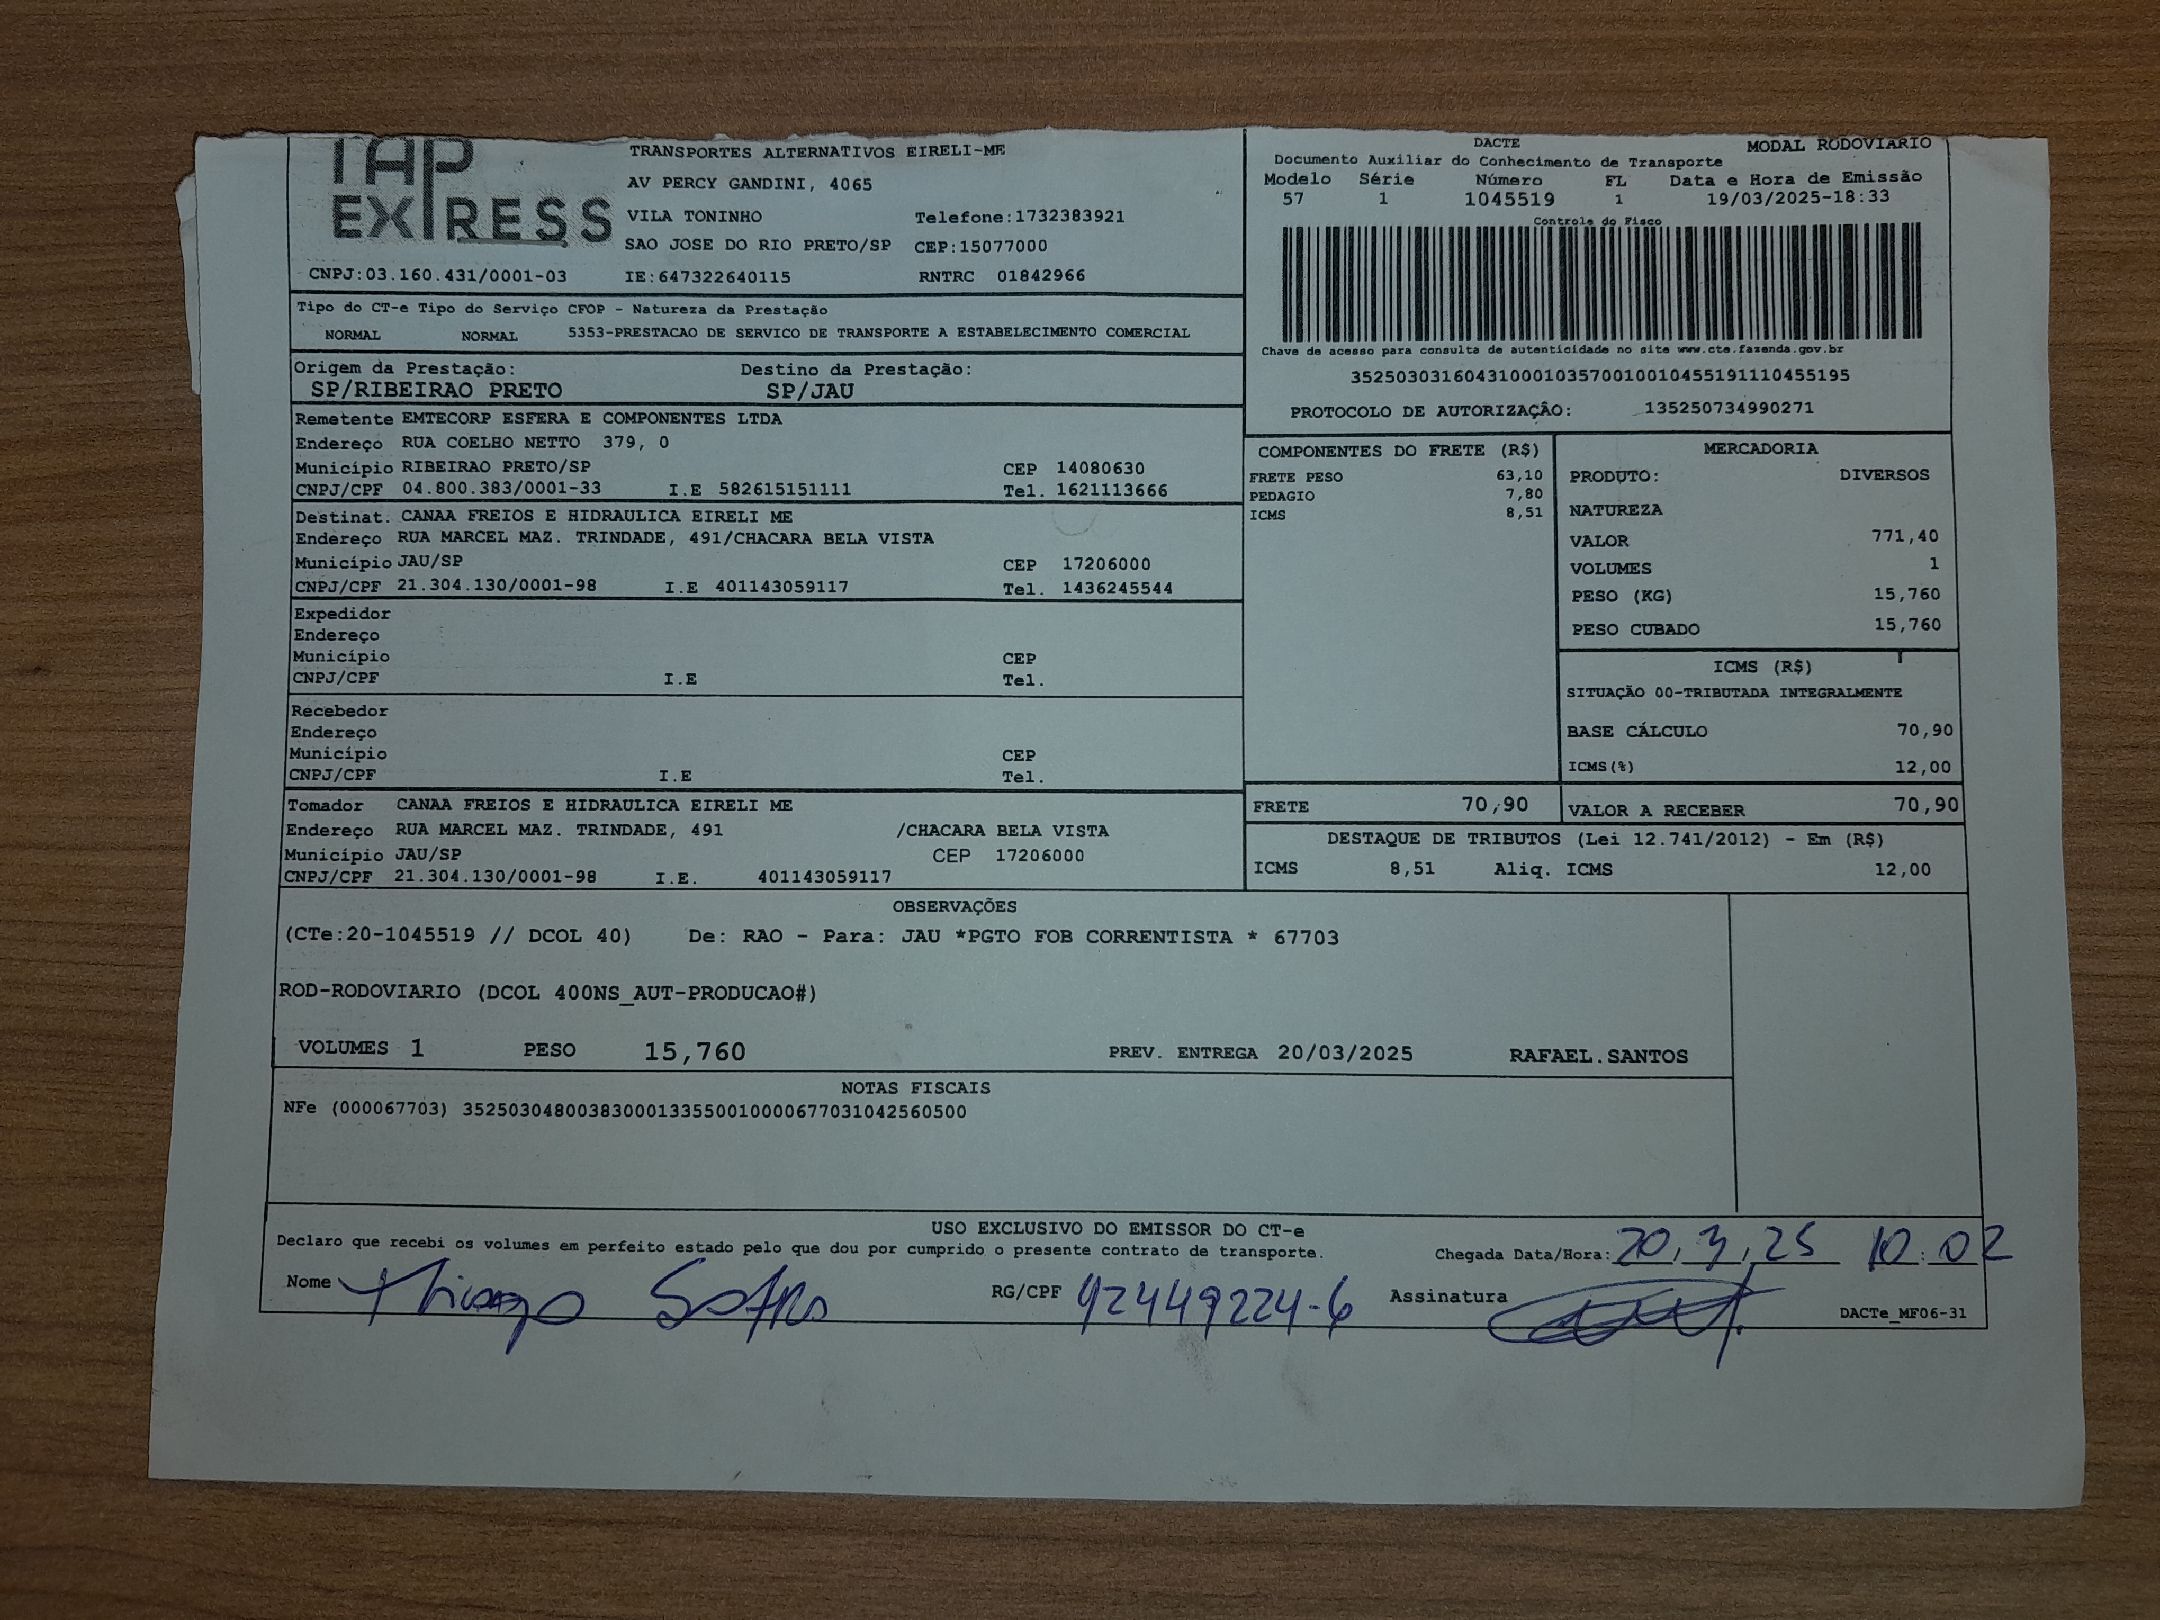 TAP
EXPRESS
TRANSPORTES ALTERNATIVOS EIRELI-ME
AV PERCY GANDINI, 4065
VILA TONINHO Telefone:1732383921
SAO JOSE DO RIO PRETO/SP CEP:15077000
CNPJ:03.160.431/0001-03 IE:647322640115 RNTRC 01842966
DACTE MODAL RODOVIARIO
Documento Auxiliar do Conhecimento de Transporte
Modelo Série Número FL Data e Hora de Emissão
57 1 1045519 1 19/03/2025-18:33
Controle do Fisco
Chave de acesso para consulta de autenticidade no site www.cte.fazenda.gov.br
35250303160431000103570010010455191110455195
PROTOCOLO DE AUTORIZAÇÂO: 135250734990271
Tipo do CT-e Tipo do Serviço CFOP - Natureza da Prestação
NORMAL NORMAL 5353-PRESTACAO DE SERVICO DE TRANSPORTE A ESTABELECIMENTO COMERCIAL
Origem da Prestação: Destino da Prestação:
SP/RIBEIRAO PRETO SP/JAU
Remetente EMTECORP ESFERA E COMPONENTES LTDA
Endereço RUA COELHO NETTO 379, 0
Município RIBEIRAO PRETO/SP CEP 14080630
CNPJ/CPF 04.800.383/0001-33 I.E 582615151111 Tel. 1621113666
Destinat. CANAA FREIOS E HIDRAULICA EIRELI ME
Endereço RUA MARCEL MAZ. TRINDADE, 491/CHACARA BELA VISTA
Município JAU/SP CEP 17206000
CNPJ/CPF 21.304.130/0001-98 I.E 401143059117 Tel. 1436245544
Expedidor
Endereço
Município CEP
CNPJ/CPF I.E Tel.
Recebedor
Endereço
Município CEP
CNPJ/CPF I.E Tel.
Tomador CANAA FREIOS E HIDRAULICA EIRELI ME
Endereço RUA MARCEL MAZ. TRINDADE, 491 /CHACARA BELA VISTA
Município JAU/SP CEP 17206000
CNPJ/CPF 21.304.130/0001-98 I.E. 401143059117
COMPONENTES DO FRETE (R$)
FRETE PESO 63,10
PEDAGIO 7,80
ICMS 8,51
MERCADORIA
PRODUTO: DIVERSOS
NATUREZA
VALOR 771,40
VOLUMES 1
PESO (KG) 15,760
PESO CUBADO 15,760
ICMS (R$)
SITUAÇÃO 00-TRIBUTADA INTEGRALMENTE
BASE CÁLCULO 70,90
ICMS(%) 12,00
FRETE 70,90 VALOR A RECEBER 70,90
DESTAQUE DE TRIBUTOS (Lei 12.741/2012) - Em (R$)
ICMS 8,51 Aliq. ICMS 12,00
OBSERVAÇÕES
(CTe:20-1045519 // DCOL 40) De: RAO - Para: JAU *PGTO FOB CORRENTISTA * 67703
ROD-RODOVIARIO (DCOL 400NS_AUT-PRODUCAO#)
VOLUMES 1 PESO 15,760 PREV. ENTREGA 20/03/2025 RAFAEL.SANTOS
NOTAS FISCAIS
NFe (000067703) 35250304800383000133550010000677031042560500
USO EXCLUSIVO DO EMISSOR DO CT-e
Declaro que recebi os volumes em perfeito estado pelo que dou por cumprido o presente contrato de transporte. Chegada Data/Hora: 20,3,25 10:02
Nome Thiago RG/CPF 42449224-6 Assinatura
DACTe_MF06-31